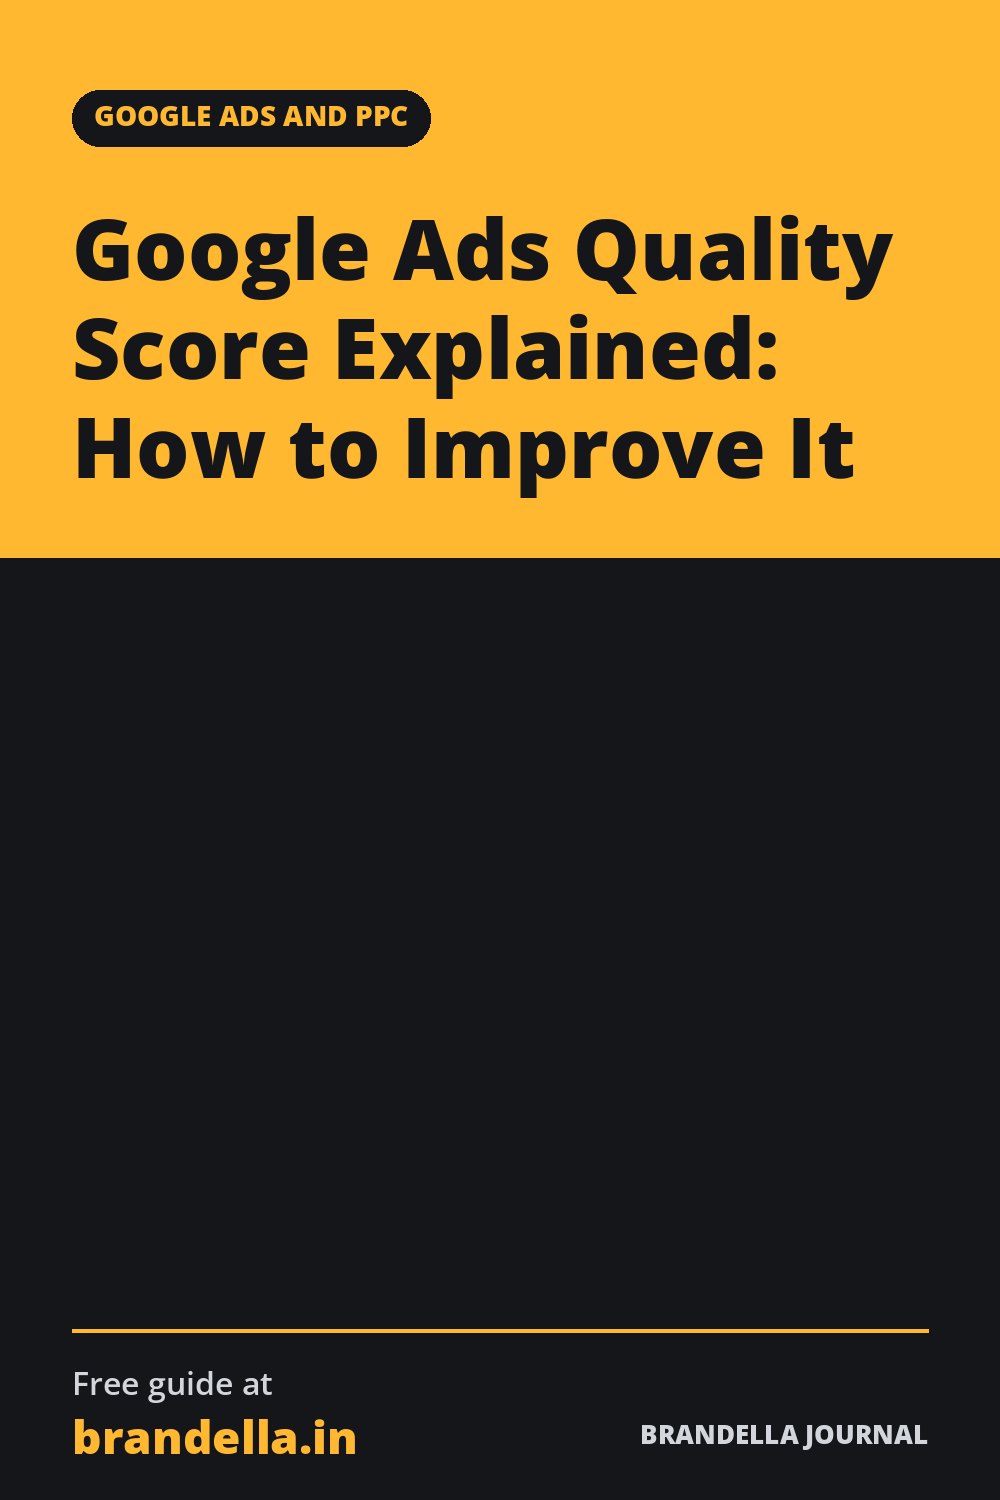 GOOGLE ADS AND PPC
Google Ads Quality
Score Explained:
How to Improve It
Free guide at
brandella.in
BRANDELLA JOURNAL